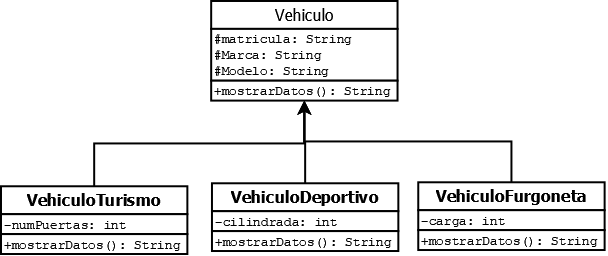 Vehiculo
#matricula: String
#Marca: String
#Modelo: String
+mostrarDatos(): String
VehiculoTurismo
-numPuertas: int
+mostrarDatos(): String
VehiculoDeportivo
-cilindrada: int
+mostrarDatos(): String
VehiculoFurgoneta
-carga: int
+mostrarDatos(): String